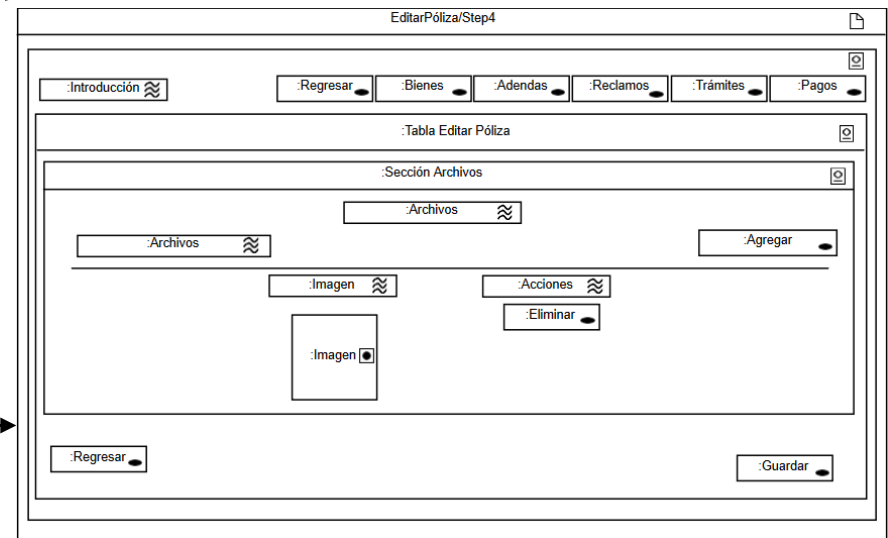 EditarPóliza/Step4
:Introducción
:Regresar
:Bienes
:Adendas
:Reclamos
:Trámites
:Pagos
:Tabla Editar Póliza
:Sección Archivos
:Archivos
:Archivos
:Agregar
:Imagen
:Acciones
:Eliminar
:Imagen
:Regresar
:Guardar